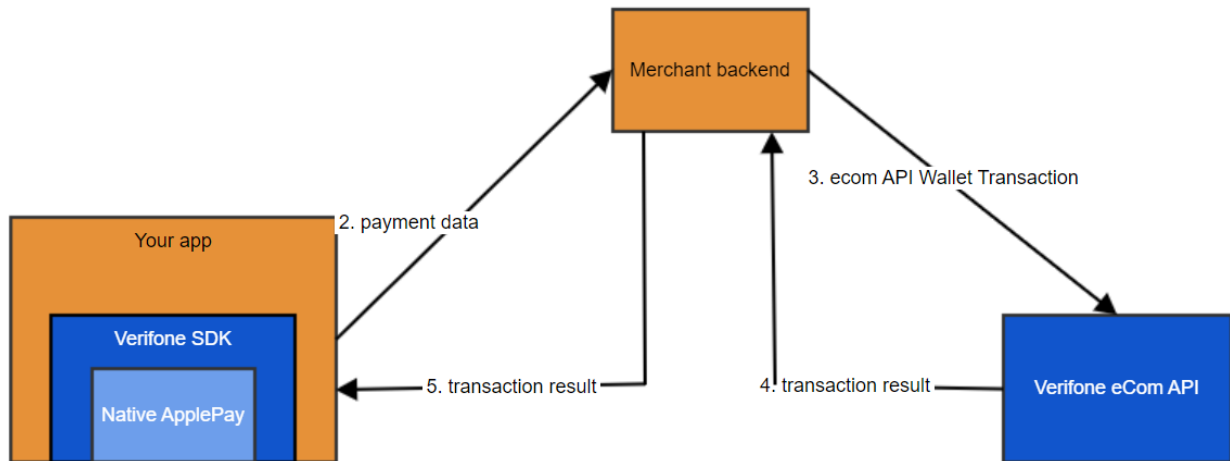 Merchant backend
3. ecom API Wallet Transaction
2. payment data
Your app
Verifone SDK
Native ApplePay
5. transaction result
4. transaction result
Verifone eCom API